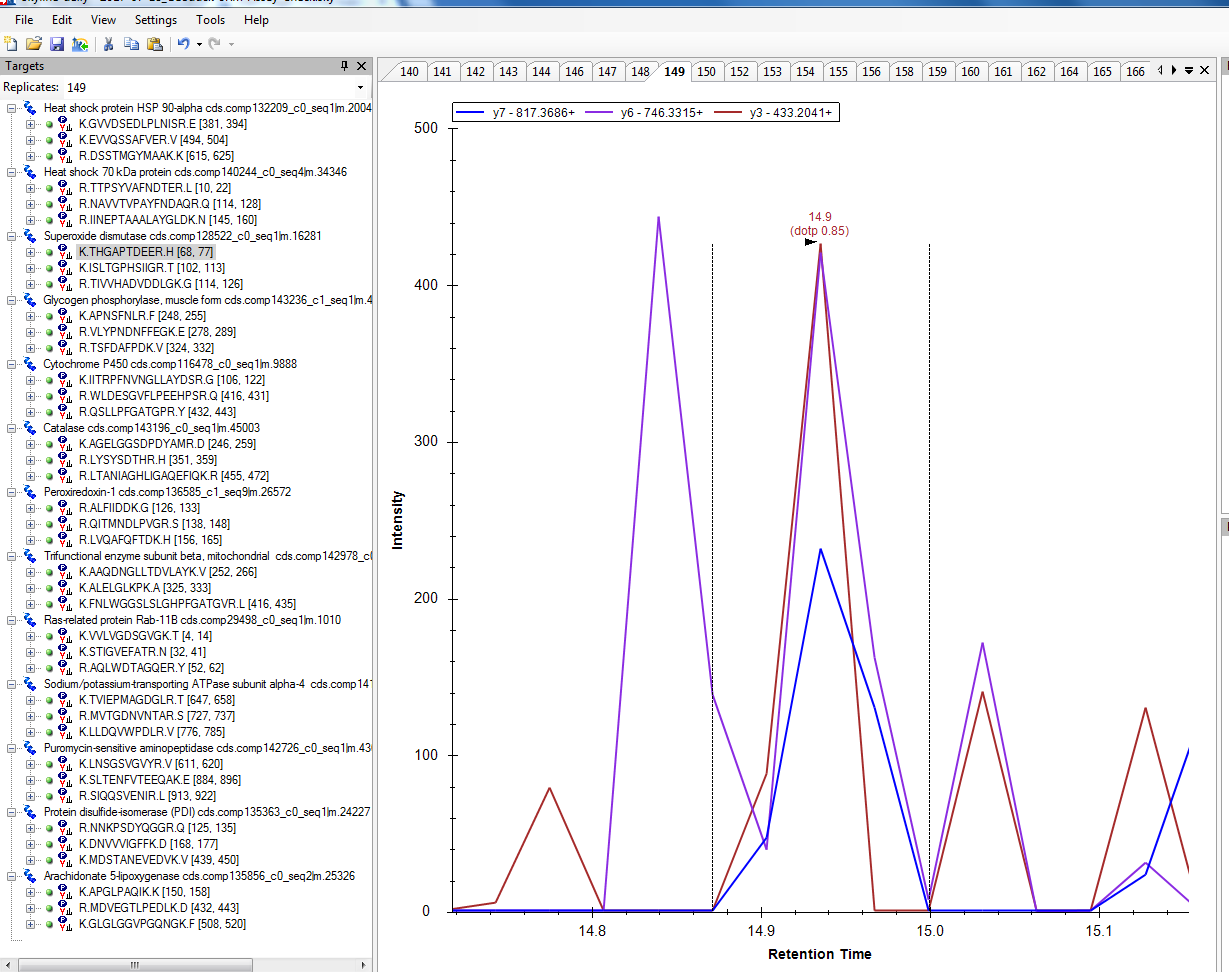 File Edit View Settings Tools Help
Targets
Replicates: 149
Heat shock protein HSP 90-alpha cds.comp132209_c0_seq1|m.2004
K.GVVDSEDLPLNISR.E [381, 394]
K.EVVQSSAFVER.V [494, 504]
R.DSSTMGYMAAK.K [615, 625]
Heat shock 70 kDa protein cds.comp140244_c0_seq4|m.34346
R.TTPSYVAFNDTER.L [10, 22]
R.NAVVTVPAYFNDAQR.Q [114, 128]
R.IINEPTAAALAYGLDK.N [145, 160]
Superoxide dismutase cds.comp128522_c0_seq1|m.16281
K.THGAPTDEER.H [68, 77]
K.ISLTGPHSIIGR.T [102, 113]
R.TIVVHADVDDLGK.G [114, 126]
Glycogen phosphorylase, muscle form cds.comp143236_c1_seq1|m.4
K.APNSFNLR.F [248, 255]
R.VLYPNDNFFEGK.E [278, 289]
R.TSFDAFPDK.V [324, 332]
Cytochrome P450 cds.comp116478_c0_seq1|m.9888
K.IITRPFNVNGLLAYDSR.G [106, 122]
R.WLDESGVFLPEEHPSR.Q [416, 431]
R.QSLLPFGATGPR.Y [432, 443]
Catalase cds.comp143196_c0_seq1|m.45003
K.AGELGGSDPDYAMR.D [246, 259]
R.LYSYSDTHR.H [351, 359]
R.LTANIAGHLIGAQEFIQK.R [455, 472]
Peroxiredoxin-1 cds.comp136585_c1_seq9|m.26572
R.ALFIIDDK.G [126, 133]
R.QITMNDLPVGR.S [138, 148]
R.LVQAFQFTDK.H [156, 165]
Trifunctional enzyme subunit beta, mitochondrial cds.comp142978_c0
K.AAQDNGLLTDVLAYK.V [252, 266]
K.ALELGLKPK.A [325, 333]
K.FNLWGGSLSLGHPFGATGVR.L [416, 435]
Ras-related protein Rab-11B cds.comp29498_c0_seq1|m.1010
K.VVLVGDSGVGK.T [4, 14]
K.STIGVEFATR.N [32, 41]
R.AQLWDTAGQER.Y [52, 62]
Sodium/potassium-transporting ATPase subunit alpha-4 cds.comp14
K.TVIEPMAGDGLR.T [647, 658]
R.MVTGDNVNTAR.S [727, 737]
K.LLDQVWPDLR.V [776, 785]
Puromycin-sensitive aminopeptidase cds.comp142726_c0_seq1|m.43
K.LNSGSVGVYR.V [611, 620]
K.SLTENFVTEEQAK.E [884, 896]
R.SIQQSVENIR.L [913, 922]
Protein disulfide-isomerase (PDI) cds.comp135363_c0_seq1|m.24227
R.NNKPSDYQGGR.Q [125, 135]
K.DNVVVIGFFK.D [168, 177]
K.MDSTANEVEDVK.V [439, 450]
Arachidonate 5-lipoxygenase cds.comp135856_c0_seq2|m.25326
K.APGLPAQIK.K [150, 158]
R.MDVEGTLPEDLK.D [432, 443]
K.GLGLGGVPGQNGK.F [508, 520]
140 141 142 143 144 146 147 148 149 150 152 153 154 155 156 158 159 160 161 162 164 165 166
y7 - 817.3686+ y6 - 746.3315+ y3 - 433.2041+
500
400
300
200
100
0
Intensity
14.9
(dotp 0.85)
14.8 14.9 15.0 15.1
Retention Time